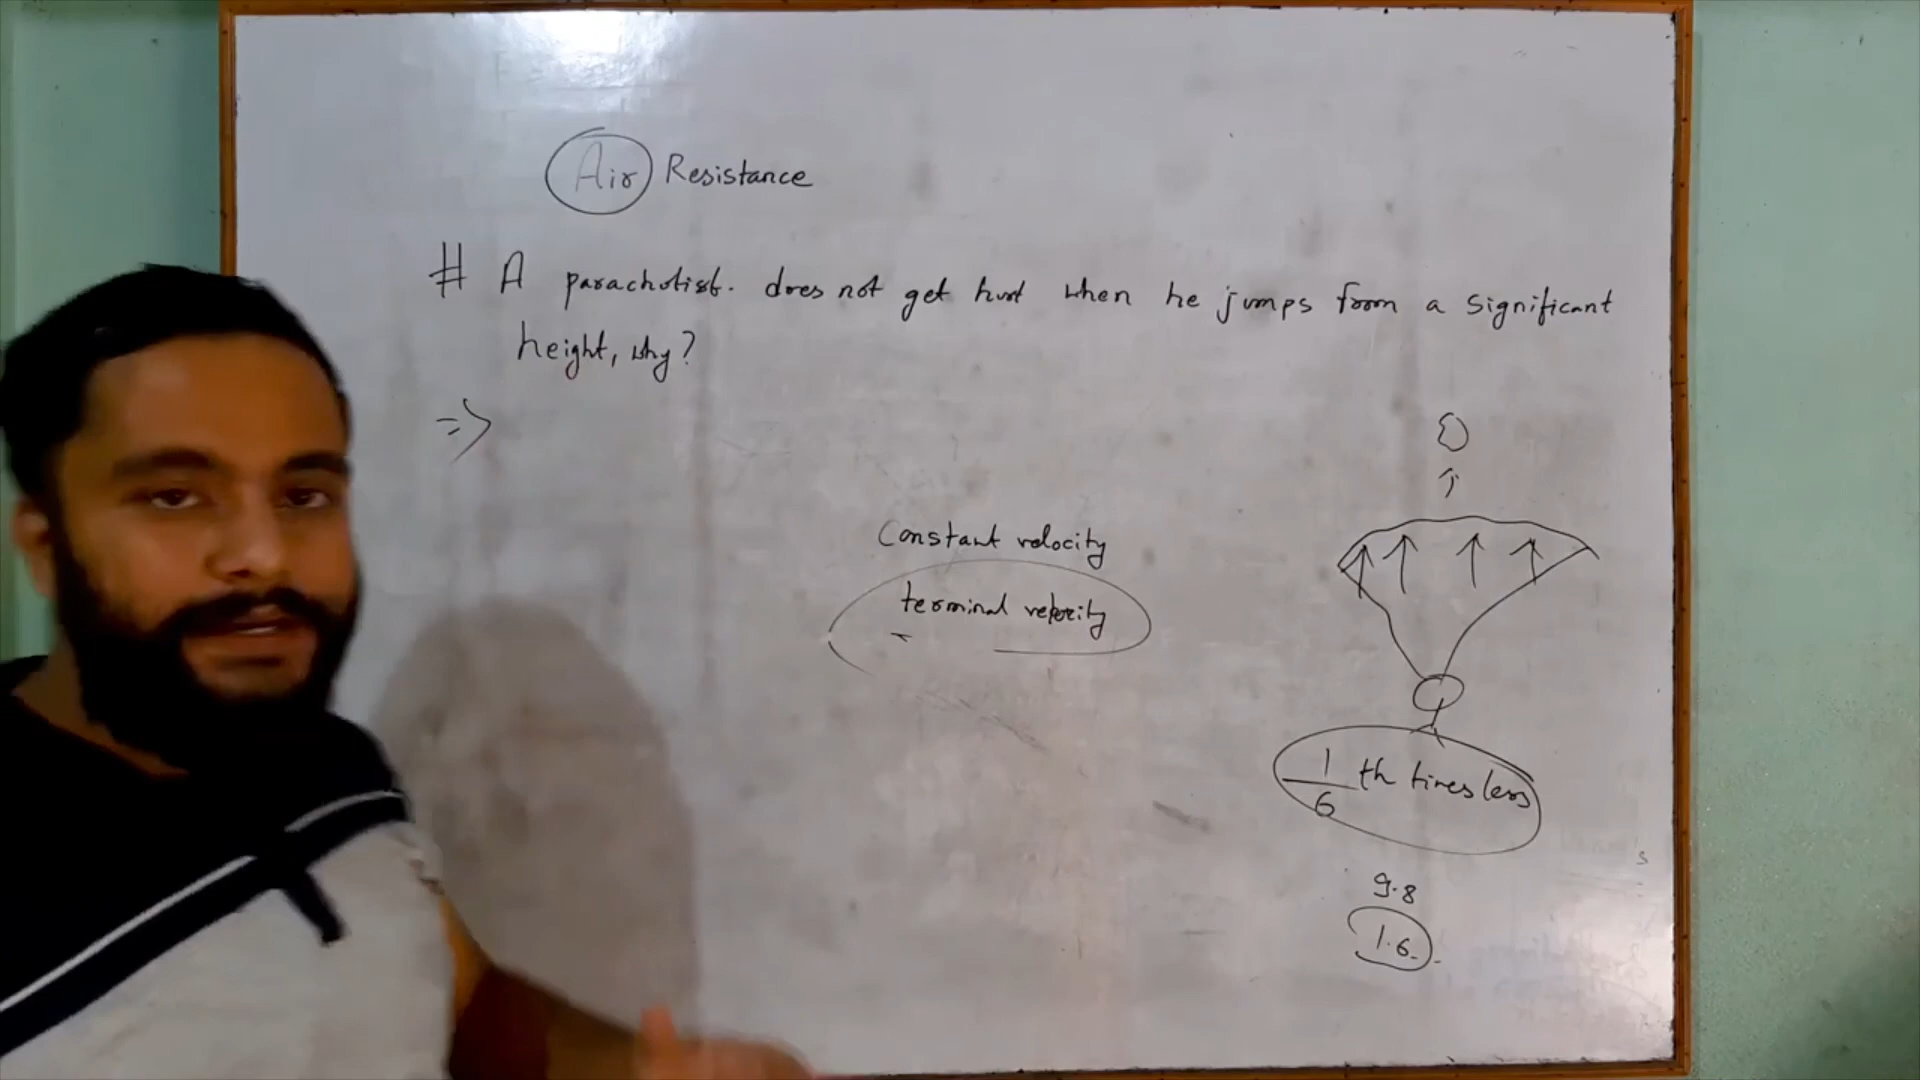 Air Resistance
# A parachutist. does not get hurt when he jumps from a significant
height, why?
=>
Constant velocity
terminal velocity
1/6 th times less
9.8
1.6